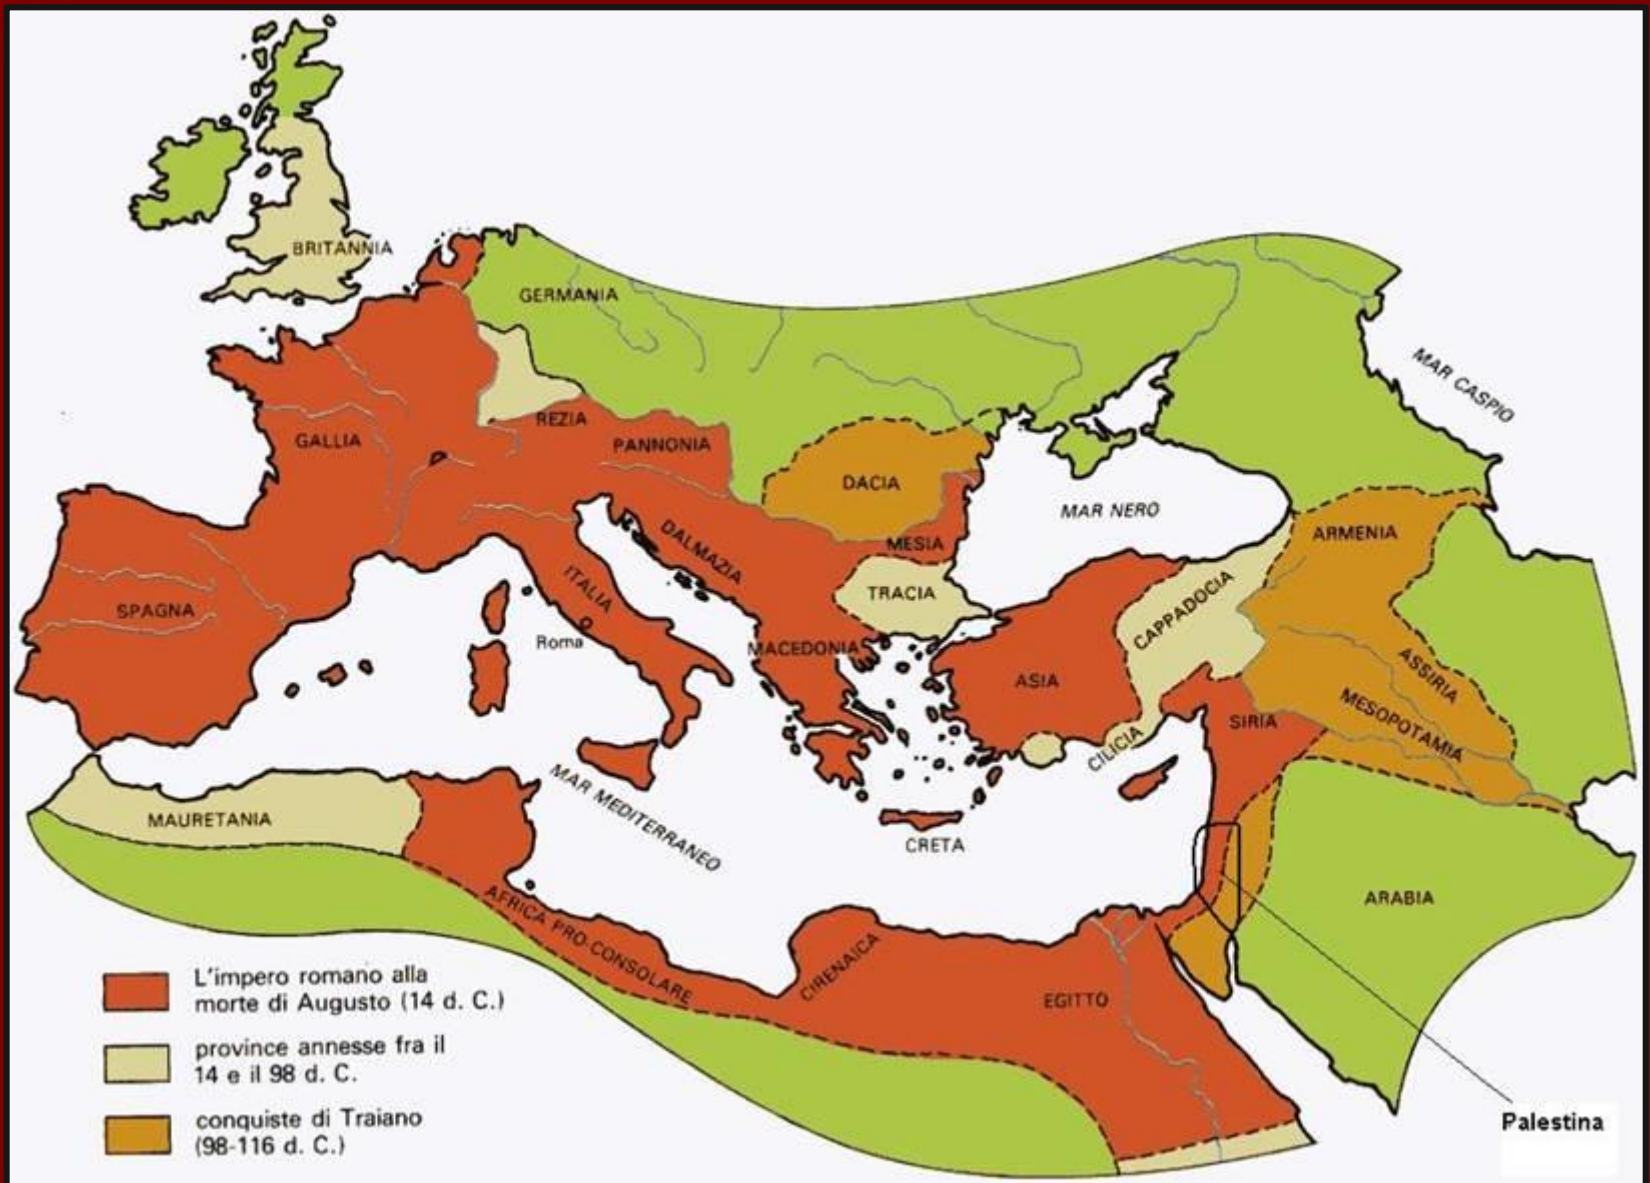 BRITANNIA
GERMANIA
MAR CASPIO
REZIA
GALLIA
PANNONIA
DACIA
MAR NERO
ARMENIA
DALMAZIA
MESIA
ITALIA
TRACIA
CAPPADOCIA
SPAGNA
Roma
MACEDONIA
ASIA
ASSIRIA
SIRIA
MESOPOTAMIA
CILICIA
MAR MEDITERRANEO
MAURETANIA
CRETA
ARABIA
AFRICA PRO-CONSOLARE
CIRENAICA
EGITTO
L'impero romano alla
morte di Augusto (14 d. C.)
province annesse fra il
14 e il 98 d. C.
conquiste di Traiano
(98-116 d. C.)
Palestina